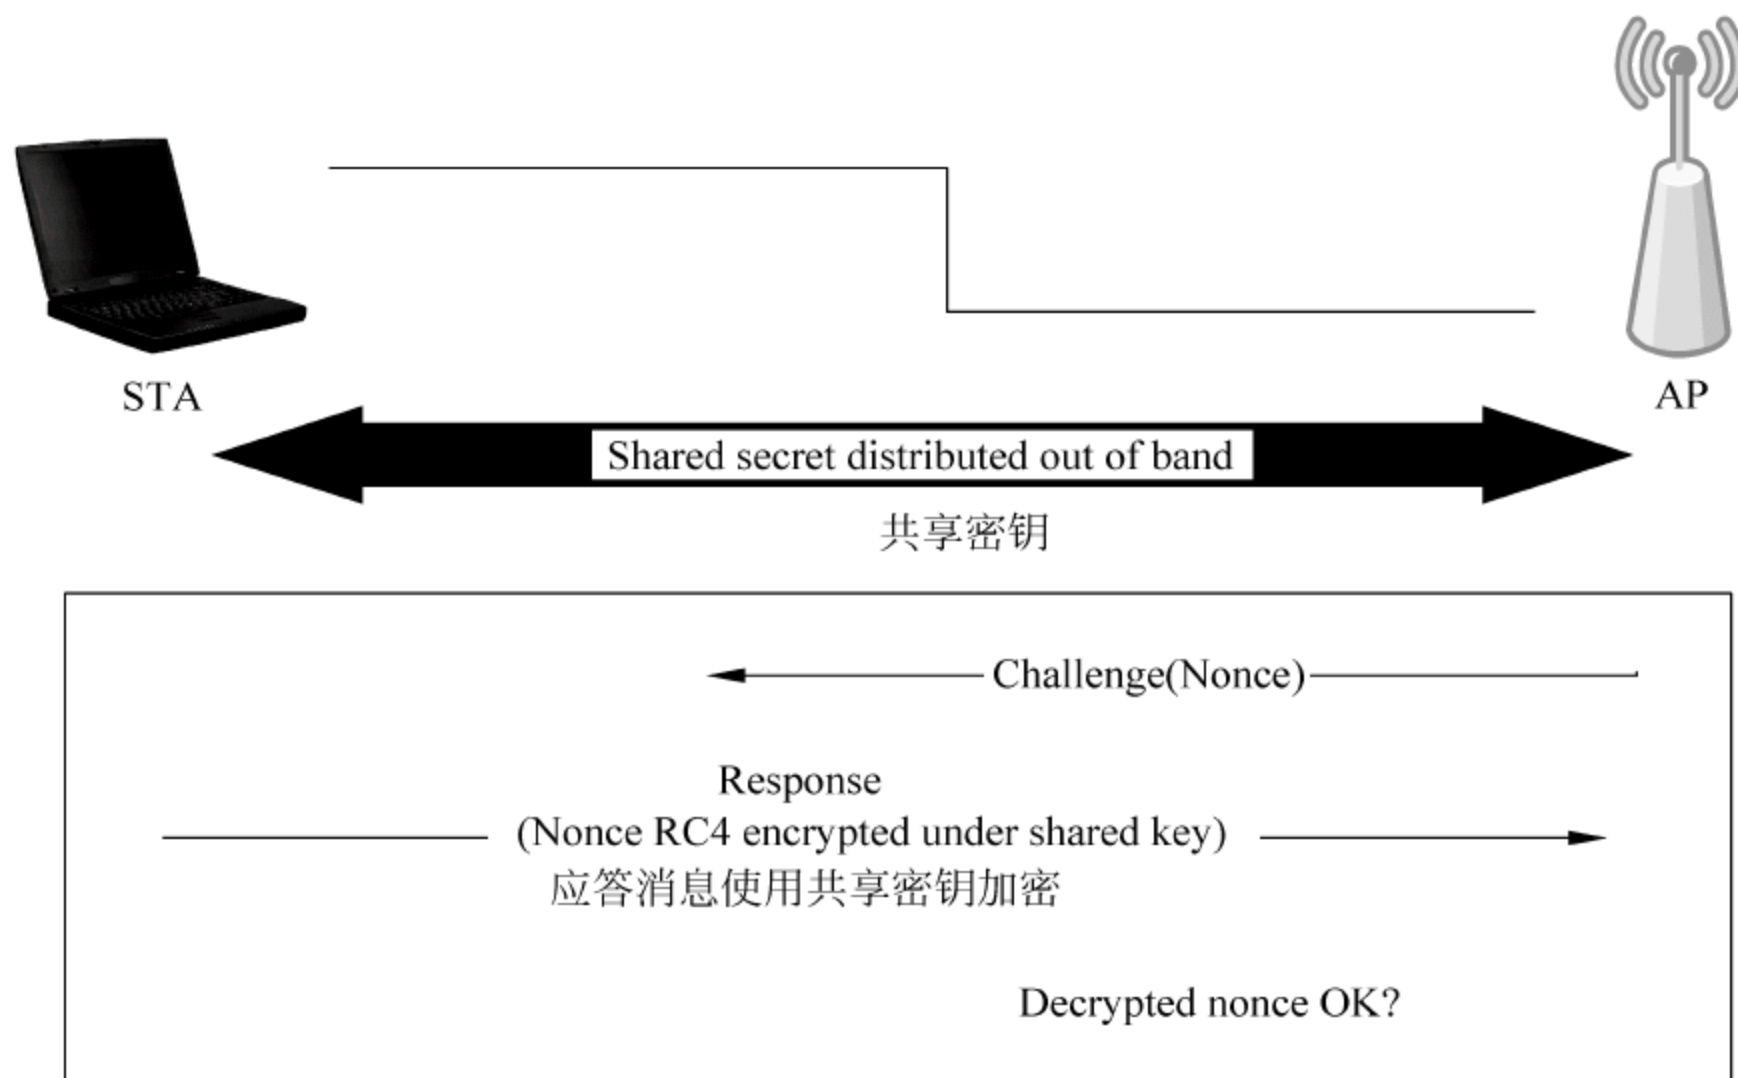 STA
AP
Shared secret distributed out of band
共享密钥
Challenge(Nonce)
Response
(Nonce RC4 encrypted under shared key)
应答消息使用共享密钥加密
Decrypted nonce OK?